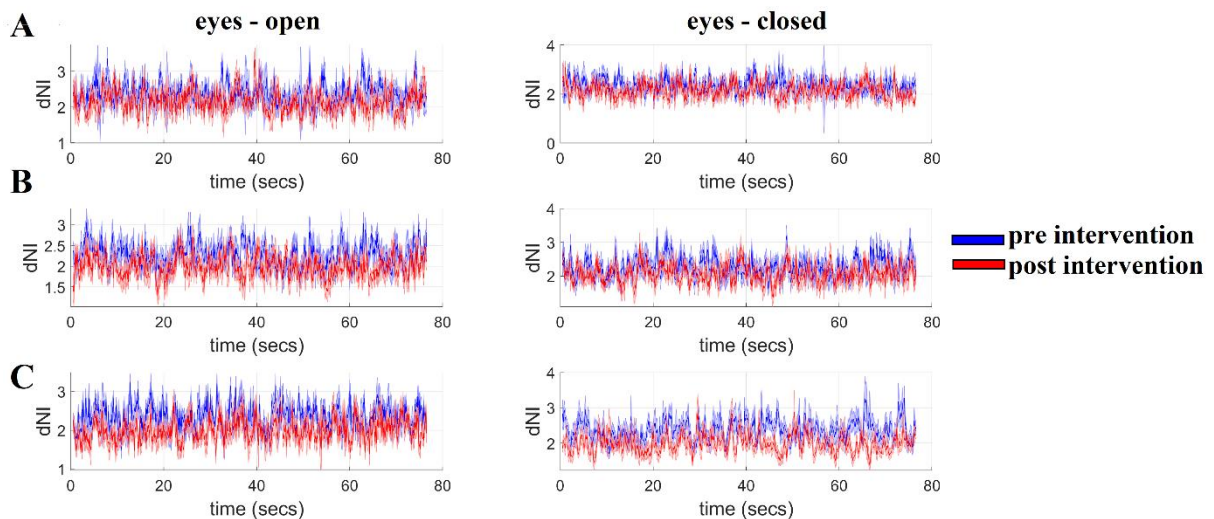 A
eyes - open
eyes - closed
dNI
3
2
1
0 20 40 60 80
time (secs)
dNI
4
2
0
0 20 40 60 80
time (secs)
B
dNI
3
2.5
2
1.5
0 20 40 60 80
time (secs)
dNI
4
3
2
0 20 40 60 80
time (secs)
pre intervention
post intervention
C
dNI
3
2
1
0 20 40 60 80
time (secs)
dNI
4
3
2
0 20 40 60 80
time (secs)